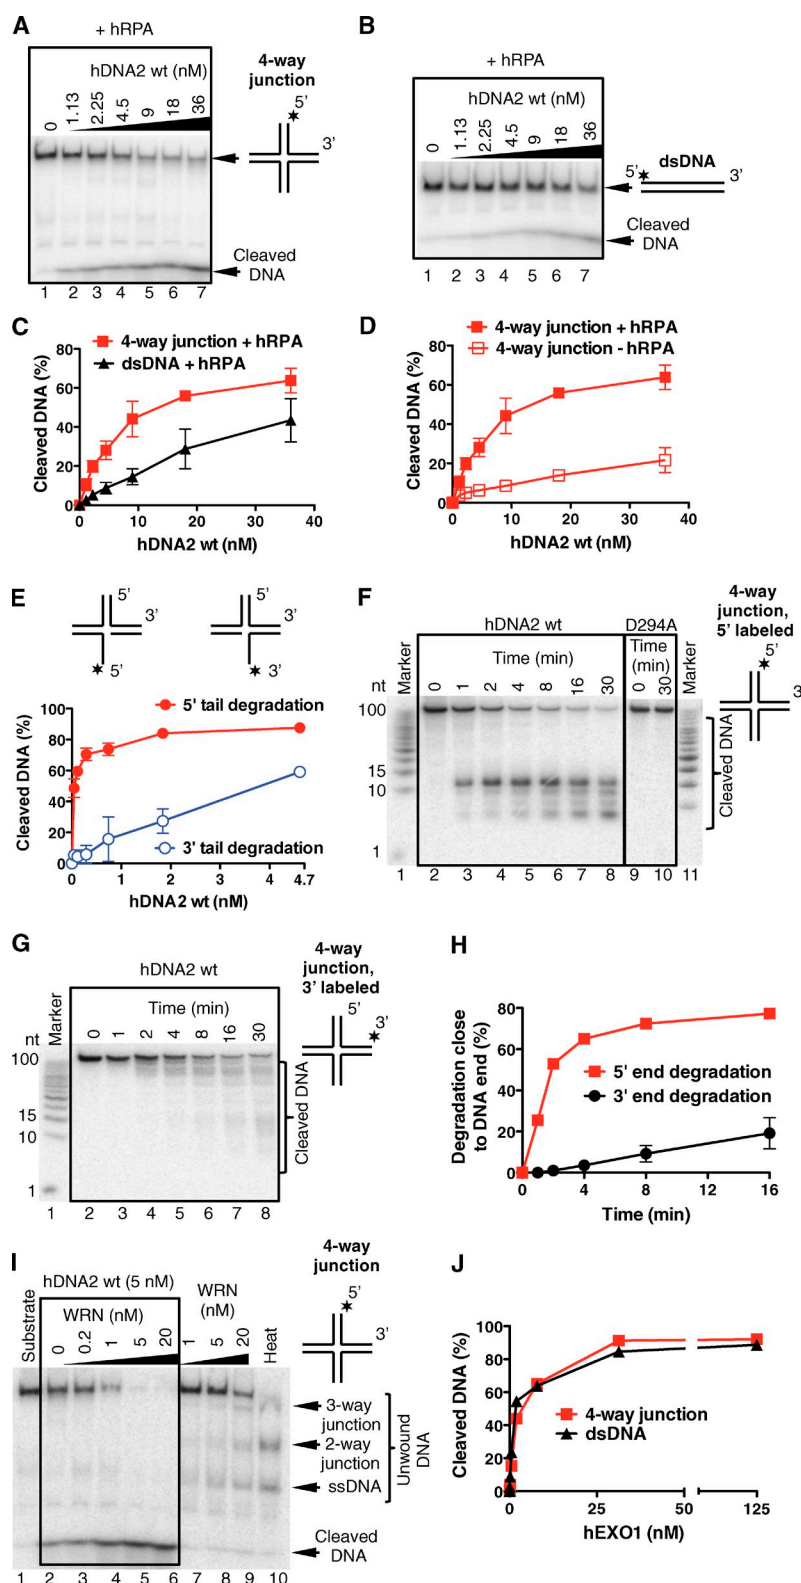 A
+ hRPA
hDNA2 wt (nM)
0 1.13 2.25 4.5 9 18 36
4-way
junction
5'
3'
Cleaved
DNA
1 2 3 4 5 6 7
B
+ hRPA
hDNA2 wt (nM)
0 1.13 2.25 4.5 9 18 36
dsDNA
5' 3'
Cleaved
DNA
1 2 3 4 5 6 7
C
4-way junction + hRPA
dsDNA + hRPA
Cleaved DNA (%)
80
60
40
20
0
0 10 20 30 40
hDNA2 wt (nM)
D
4-way junction + hRPA
4-way junction - hRPA
Cleaved DNA (%)
80
60
40
20
0
0 10 20 30 40
hDNA2 wt (nM)
E
5' 5'
3' 3'
5' 3'
Cleaved DNA (%)
100
80
60
40
20
0
5' tail degradation
3' tail degradation
0 1 2 3 4 4.7
hDNA2 wt (nM)
F
4-way
junction,
5' labeled
5'
3
hDNA2 wt D294A
Time (min) Time
(min)
nt Marker 0 1 2 4 8 16 30 0 30 Marker
100
15
10
1
Cleaved DNA
1 2 3 4 5 6 7 8 9 10 11
G
4-way
junction,
3' labeled
5'
3'
hDNA2 wt
Time (min)
nt Marker 0 1 2 4 8 16 30
100
15
10
1
Cleaved DNA
1 2 3 4 5 6 7 8
H
Degradation close
to DNA end (%)
80
60
40
20
0
5' end degradation
3' end degradation
0 4 8 12 16
Time (min)
I
4-way
junction
5'
3'
hDNA2 wt (5 nM)
WRN (nM)
WRN
(nM)
Substrate 0 0.2 1 5 20 1 5 20 Heat
3-way
junction
2-way
junction
ssDNA
Unwound
DNA
Cleaved
DNA
1 2 3 4 5 6 7 8 9 10
J
Cleaved DNA (%)
100
80
60
40
20
0
4-way junction
dsDNA
0 25 50 125
hEXO1 (nM)